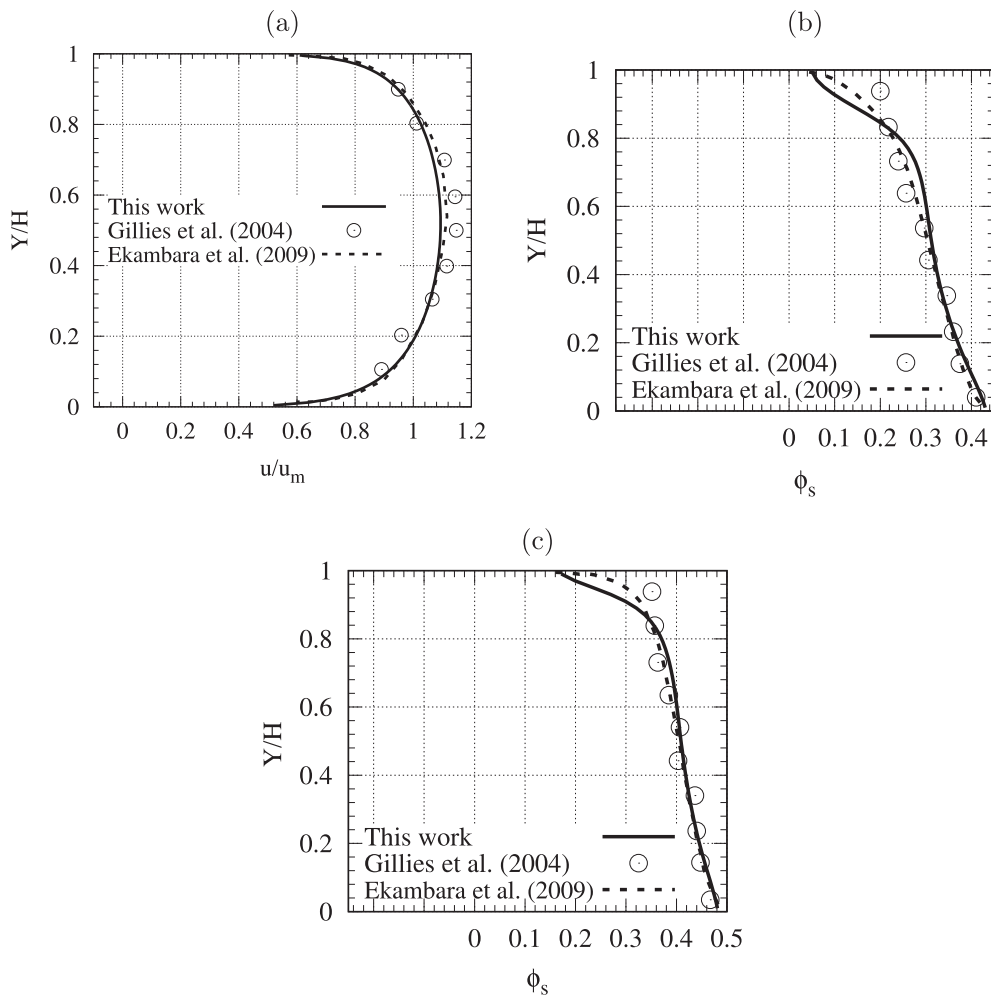 (a)
1
0.8
0.6
0.4
0.2
0
Y/H
This work
Gillies et al. (2004)
Ekambara et al. (2009)
0 0.2 0.4 0.6 0.8 1 1.2
u/uₘ
(b)
1
0.8
0.6
0.4
0.2
0
Y/H
This work
Gillies et al. (2004)
Ekambara et al. (2009)
0 0.1 0.2 0.3 0.4
ϕₛ
(c)
1
0.8
0.6
0.4
0.2
0
Y/H
This work
Gillies et al. (2004)
Ekambara et al. (2009)
0 0.1 0.2 0.3 0.4 0.5
ϕₛ